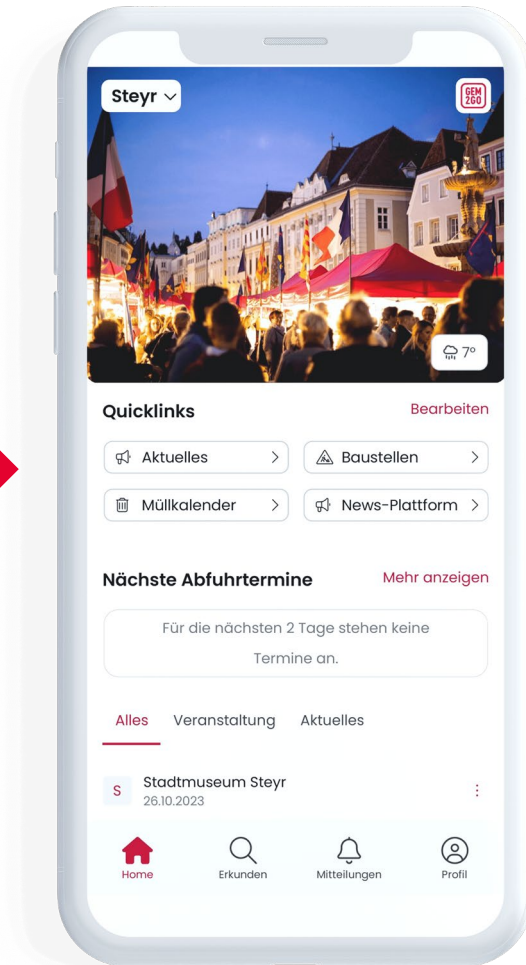 Steyr
GEM
2GO
7°
Quicklinks
Bearbeiten
Aktuelles
Baustellen
Müllkalender
News-Plattform
Nächste Abfuhrtermine
Mehr anzeigen
Für die nächsten 2 Tage stehen keine
Termine an.
Alles
Veranstaltung
Aktuelles
S
Stadtmuseum Steyr
26.10.2023
Home
Erkunden
Mitteilungen
Profil